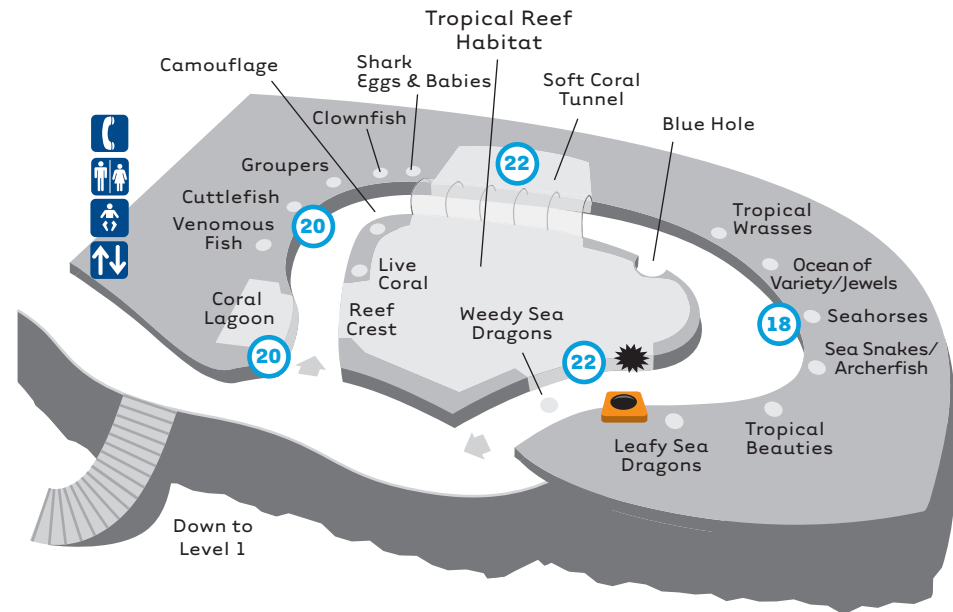 Tropical Reef
Habitat
Camouflage
Shark
Eggs & Babies
Soft Coral
Tunnel
Clownfish
Blue Hole
22
Groupers
Cuttlefish
20
Venomous
Fish
Tropical
Wrasses
Live
Coral
Ocean of
Variety/Jewels
Coral
Lagoon
Reef
Crest
Weedy Sea
Dragons
18
Seahorses
20
22
Sea Snakes/
Archerfish
Leafy Sea
Dragons
Tropical
Beauties
Down to
Level 1